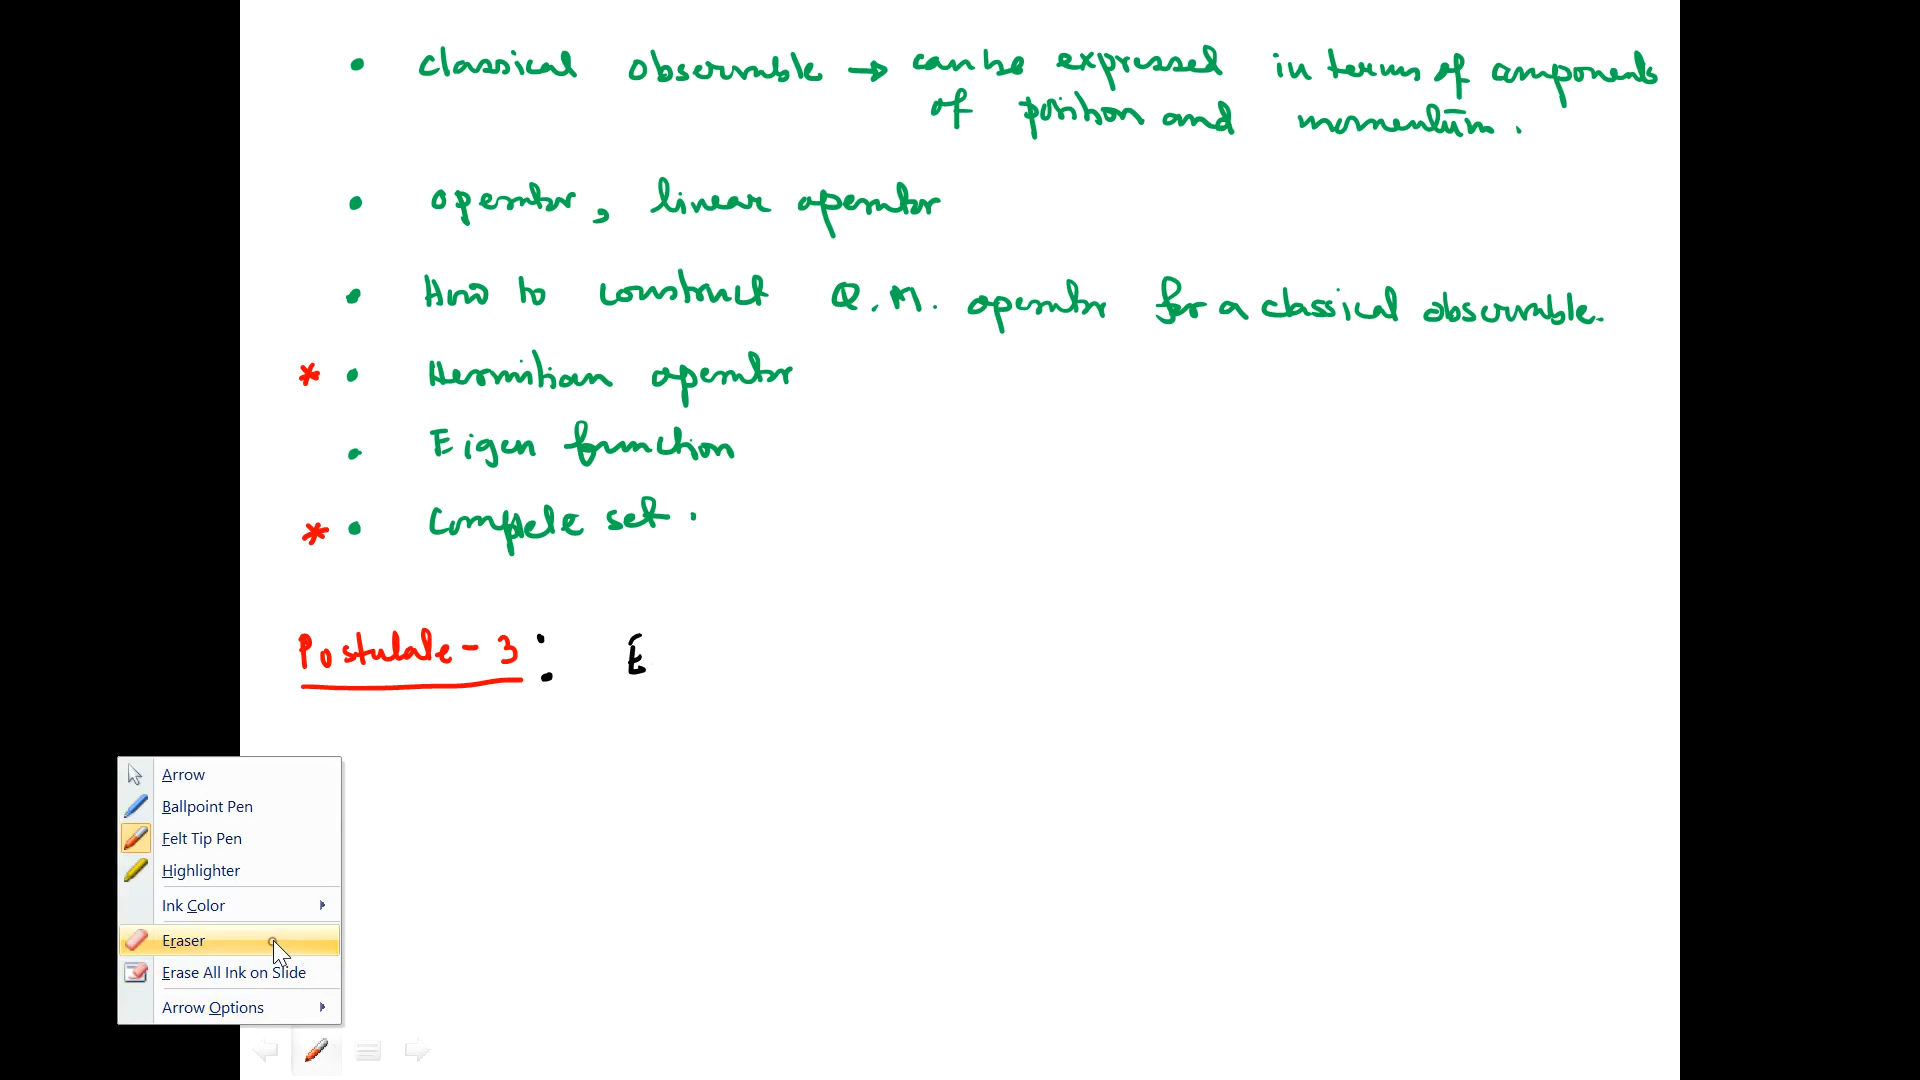 • classical observable → can be expressed in terms of components
of position and momentum.
• operator, linear operator
• How to construct Q.M. operator for a classical observable.
* • Hermitian operator
• Eigen function
* • Complete set.
Postulate - 3 : E
Arrow
Ballpoint Pen
Felt Tip Pen
Highlighter
Ink Color
Eraser
Erase All Ink on Slide
Arrow Options